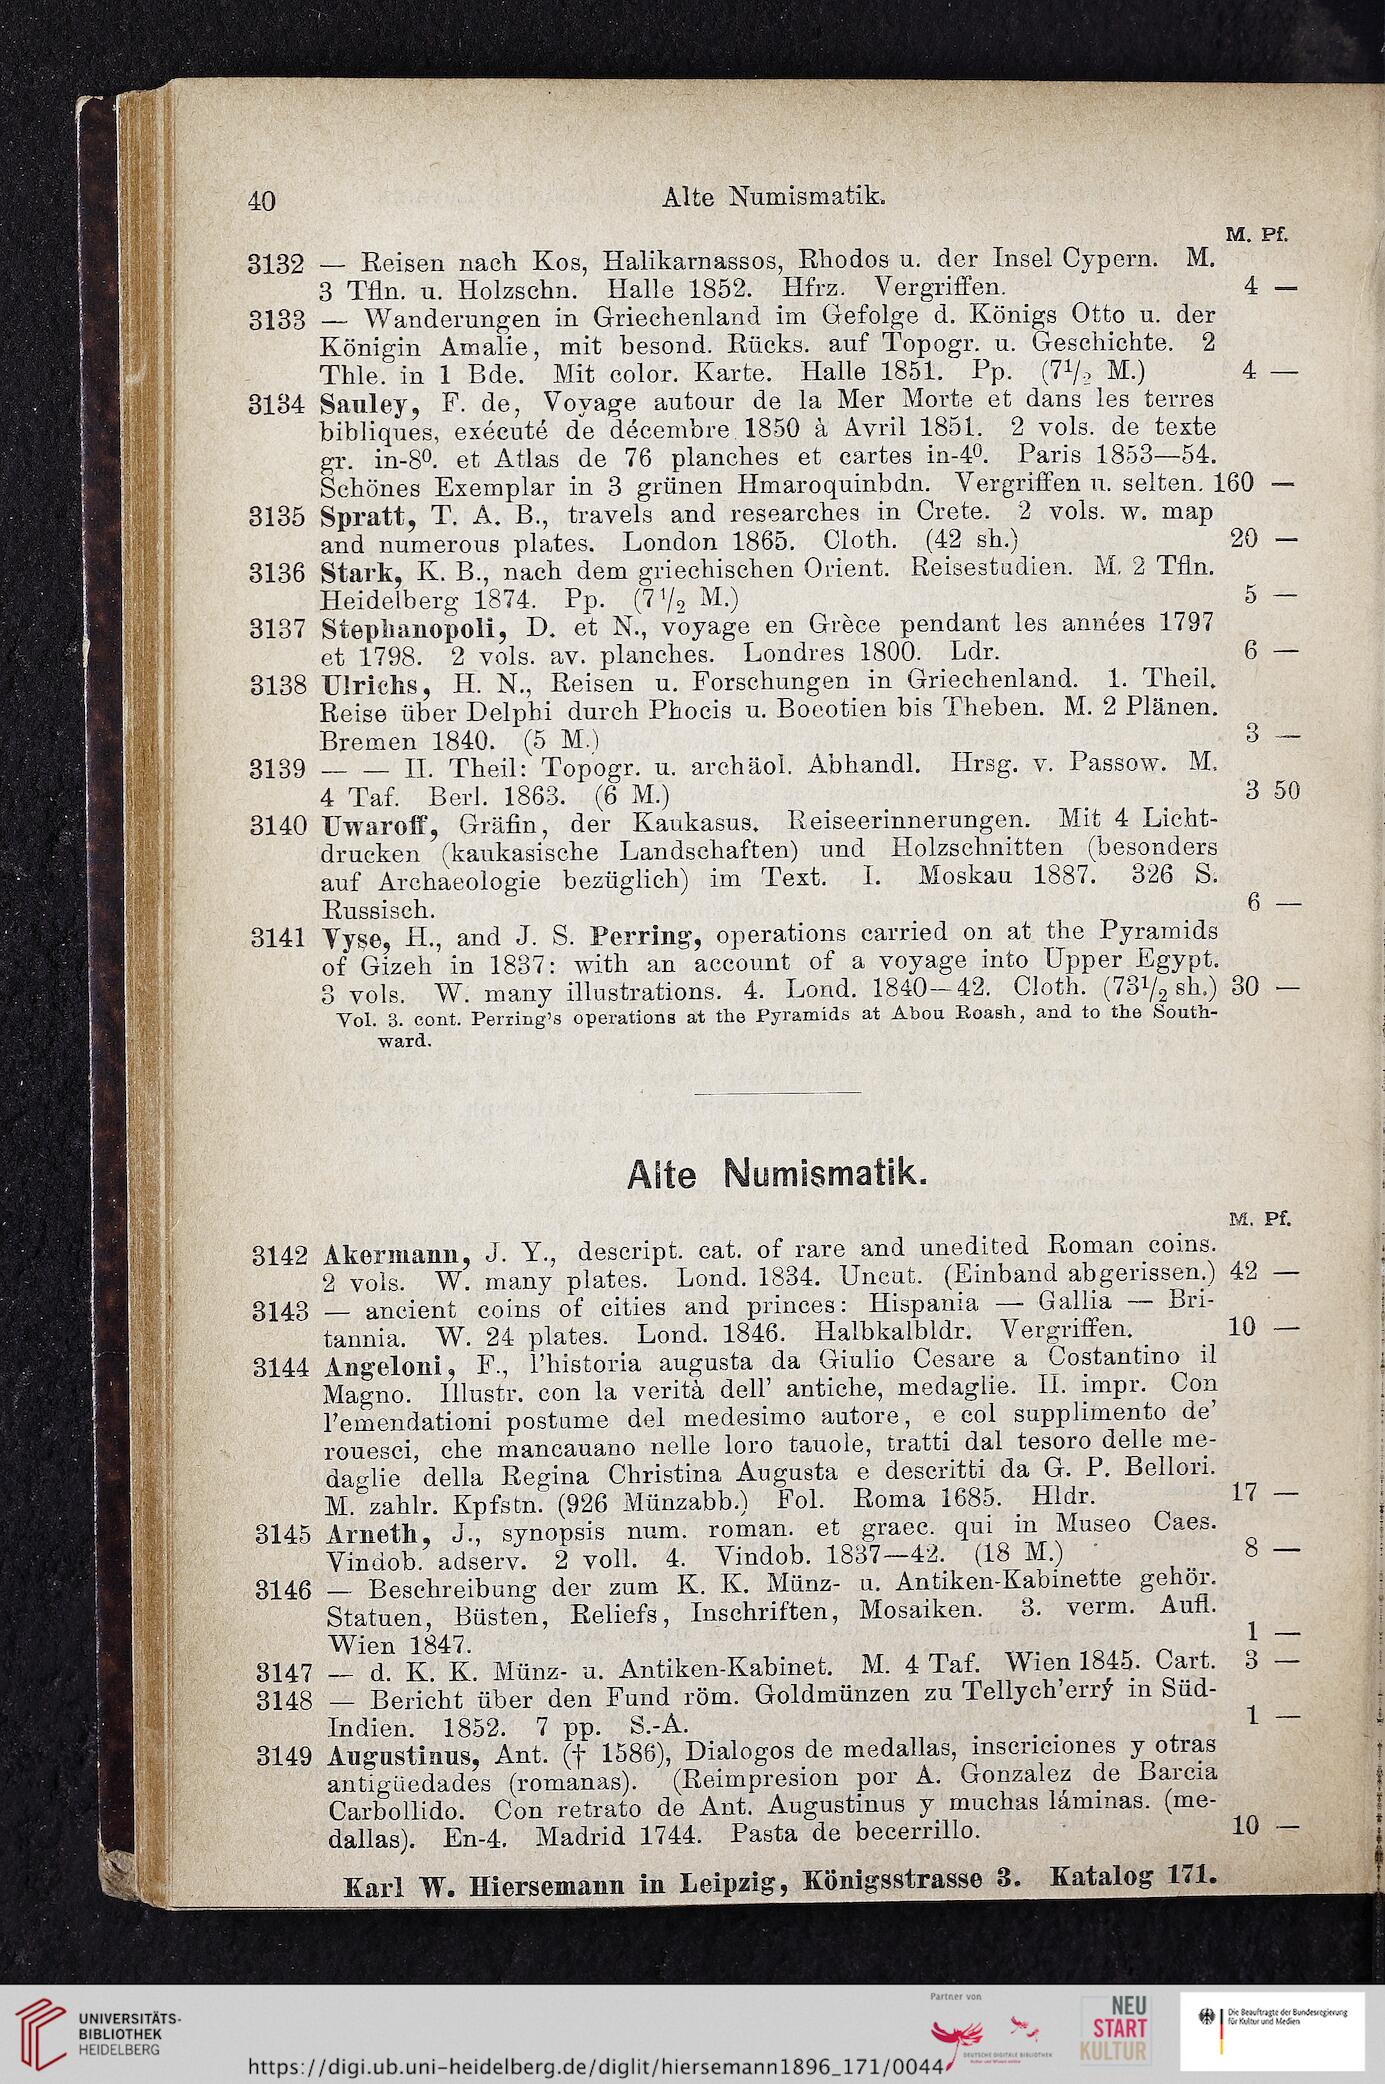 40
Alte Numismatik.
M. Pf.
3132 — Reisen nach Kos, Halikarnassos, Rhodos u. der Insel Cypern. M.
3 Tfln. u. Holzschn. Halle 1852. Hfrz. Vergriffen. 4 —
3133 — Wanderungen in Griechenland im Gefolge d. Königs Otto u. der
Königin Amalie, mit besond. Rücks. auf Topogr. u. Geschichte. 2
Thle. in 1 Bde. Mit color. Karte. Halle 1851. Pp. (7½ M.) 4 —
3134 Sauley, F. de, Voyage autour de la Mer Morte et dans les terres
bibliques, exécuté de décembre 1850 à Avril 1851. 2 vols. de texte
gr. in-8⁰. et Atlas de 76 planches et cartes in-4⁰. Paris 1853—54.
Schönes Exemplar in 3 grünen Hmaroquinbdn. Vergriffen u. selten. 160 —
3135 Spratt, T. A. B., travels and researches in Crete. 2 vols. w. map
and numerous plates. London 1865. Cloth. (42 sh.) 20 —
3136 Stark, K. B., nach dem griechischen Orient. Reisestudien. M. 2 Tfln.
Heidelberg 1874. Pp. (7½ M.) 5 —
3137 Stephanopoli, D. et N., voyage en Grèce pendant les années 1797
et 1798. 2 vols. av. planches. Londres 1800. Ldr. 6 —
3138 Ulrichs, H. N., Reisen u. Forschungen in Griechenland. 1. Theil.
Reise über Delphi durch Phocis u. Boeotien bis Theben. M. 2 Plänen.
Bremen 1840. (5 M.) 3 —
3139 — — II. Theil: Topogr. u. archäol. Abhandl. Hrsg. v. Passow. M.
4 Taf. Berl. 1863. (6 M.) 3 50
3140 Uwaroff, Gräfin, der Kaukasus. Reiseerinnerungen. Mit 4 Licht-
drucken (kaukasische Landschaften) und Holzschnitten (besonders
auf Archaeologie bezüglich) im Text. I. Moskau 1887. 326 S.
Russisch. 6 —
3141 Vyse, H., and J. S. Perring, operations carried on at the Pyramids
of Gizeh in 1837: with an account of a voyage into Upper Egypt.
3 vols. W. many illustrations. 4. Lond. 1840—42. Cloth. (73½ sh.) 30 —
Vol. 3. cont. Perring's operations at the Pyramids at Abou Roash, and to the South-
ward.
Alte Numismatik.
M. Pf.
3142 Akermann, J. Y., descript. cat. of rare and unedited Roman coins.
2 vols. W. many plates. Lond. 1834. Uncut. (Einband abgerissen.) 42 —
3143 — ancient coins of cities and princes: Hispania — Gallia — Bri-
tannia. W. 24 plates. Lond. 1846. Halbkalbldr. Vergriffen. 10 —
3144 Angeloni, F., l'historia augusta da Giulio Cesare a Costantino il
Magno. Illustr. con la verità dell' antiche, medaglie. II. impr. Con
l'emendationi postume del medesimo autore, e col supplimento de'
rouesci, che mancauano nelle loro tauole, tratti dal tesoro delle me-
daglie della Regina Christina Augusta e descritti da G. P. Bellori.
M. zahlr. Kpfstn. (926 Münzabb.) Fol. Roma 1685. Hldr. 17 —
3145 Arneth, J., synopsis num. roman. et graec. qui in Museo Caes.
Vindob. adserv. 2 voll. 4. Vindob. 1837—42. (18 M.) 8 —
3146 — Beschreibung der zum K. K. Münz- u. Antiken-Kabinette gehör.
Statuen, Büsten, Reliefs, Inschriften, Mosaiken. 3. verm. Aufl.
Wien 1847. 1 —
3147 — d. K. K. Münz- u. Antiken-Kabinet. M. 4 Taf. Wien 1845. Cart. 3 —
3148 — Bericht über den Fund röm. Goldmünzen zu Tellych'errý in Süd-
Indien. 1852. 7 pp. S.-A. 1 —
3149 Augustinus, Ant. († 1586), Dialogos de medallas, inscriciones y otras
antigüedades (romanas). (Reimpresion por A. Gonzalez de Barcia
Carbollido. Con retrato de Ant. Augustinus y muchas láminas. (me-
dallas). En-4. Madrid 1744. Pasta de becerrillo. 10 —
Karl W. Hiersemann in Leipzig, Königsstrasse 3. Katalog 171.
UNIVERSITÄTS-
BIBLIOTHEK
HEIDELBERG
https://digi.ub.uni-heidelberg.de/diglit/hiersemann1896_171/0044
Partner von
DEUTSCHE DIGITALE BIBLIOTHEK
Kultur und Wissen online
NEU
START
KULTUR
Die Beauftragte der Bundesregierung
für Kultur und Medien